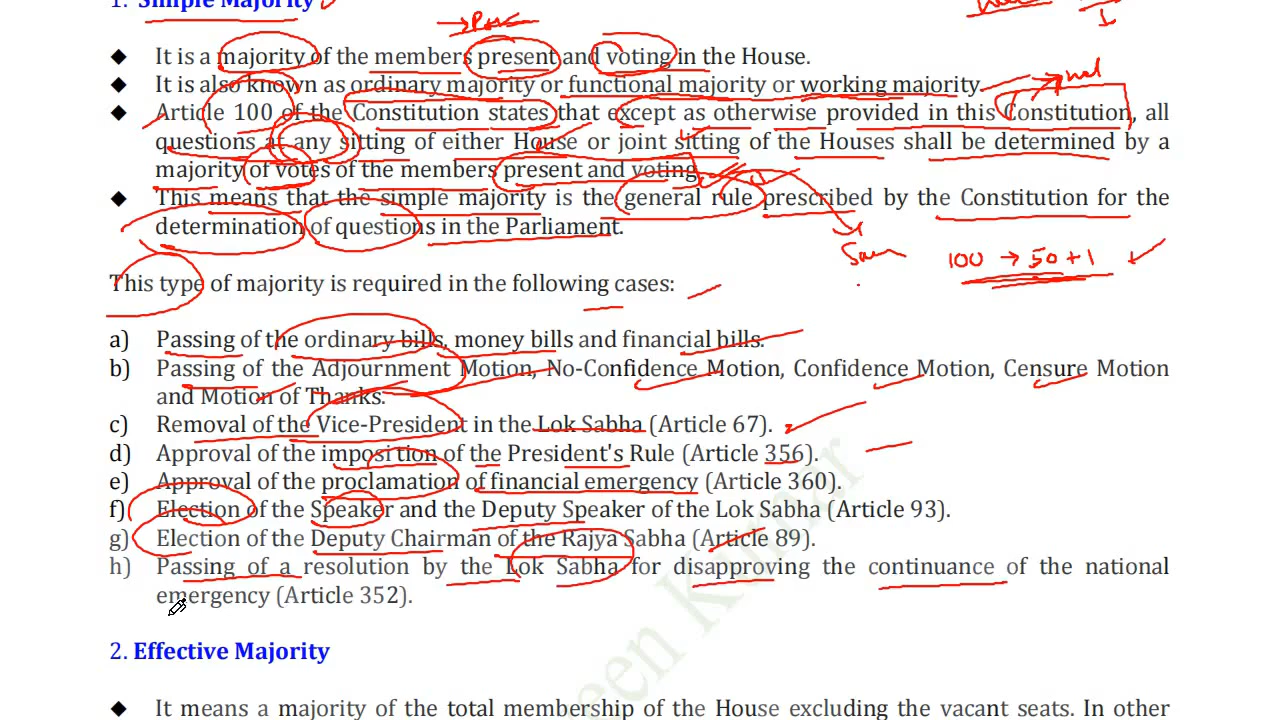 1. Simple Majority
◆ It is a majority of the members present and voting in the House.
◆ It is also known as ordinary majority or functional majority or working majority.
◆ Article 100 of the Constitution states that except as otherwise provided in this Constitution, all
questions at any sitting of either House or joint sitting of the Houses shall be determined by a
majority of votes of the members present and voting.
◆ This means that the simple majority is the general rule prescribed by the Constitution for the
determination of questions in the Parliament.
100 → 50 + 1
This type of majority is required in the following cases:
a) Passing of the ordinary bills, money bills and financial bills.
b) Passing of the Adjournment Motion, No-Confidence Motion, Confidence Motion, Censure Motion
and Motion of Thanks.
c) Removal of the Vice-President in the Lok Sabha (Article 67).
d) Approval of the imposition of the President's Rule (Article 356).
e) Approval of the proclamation of financial emergency (Article 360).
f) Election of the Speaker and the Deputy Speaker of the Lok Sabha (Article 93).
g) Election of the Deputy Chairman of the Rajya Sabha (Article 89).
h) Passing of a resolution by the Lok Sabha for disapproving the continuance of the national
emergency (Article 352).
een Kumar
2. Effective Majority
◆ It means a majority of the total membership of the House excluding the vacant seats. In other